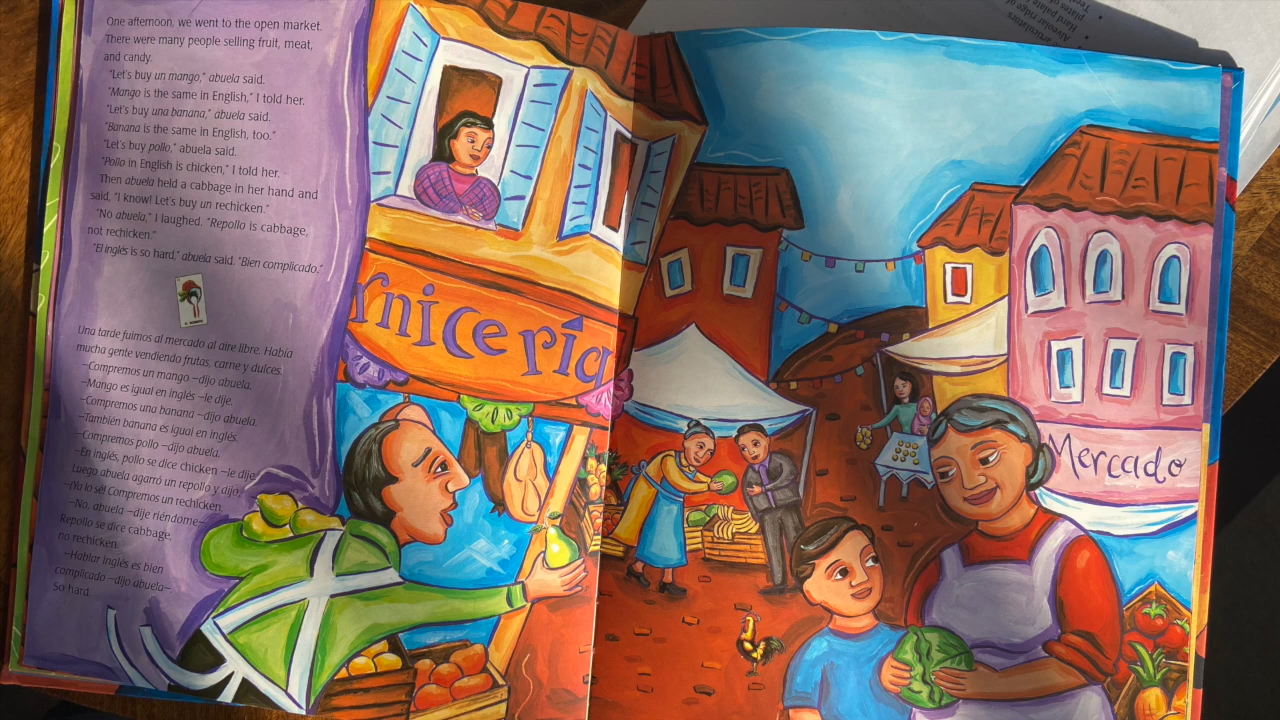 One afternoon, we went to the open market.
There were many people selling fruit, meat,
and candy.
"Let's buy un mango," abuela said.
"Mango is the same in English," I told her.
"Let's buy una banana," abuela said.
"Banana is the same in English, too."
"Let's buy pollo," abuela said.
"Pollo in English is chicken," I told her.
Then abuela held a cabbage in her hand and
said, "I know! Let's buy un rechicken."
"No abuela," I laughed. "Repollo is cabbage,
not rechicken."
"El inglés is so hard," abuela said. "Bien complicado."
Una tarde fuimos al mercado al aire libre. Había
mucha gente vendiendo frutas, carne y dulces.
—Compremos un mango —dijo abuela.
—Mango es igual en inglés —le dije.
—Compremos una banana —dijo abuela.
—También banana es igual en inglés.
—Compremos pollo —dijo abuela.
—En inglés, pollo se dice chicken —le dije.
Luego abuela agarró un repollo y dijo
—¡Ya lo sé! Compremos un rechicken.
—No, abuela —dije riéndome—
Repollo se dice cabbage,
no rechicken.
—Hablar inglés es bien
complicado —dijo abuela—
So hard.
rnicería
Mercado
Alveolar ridge
Hard palate